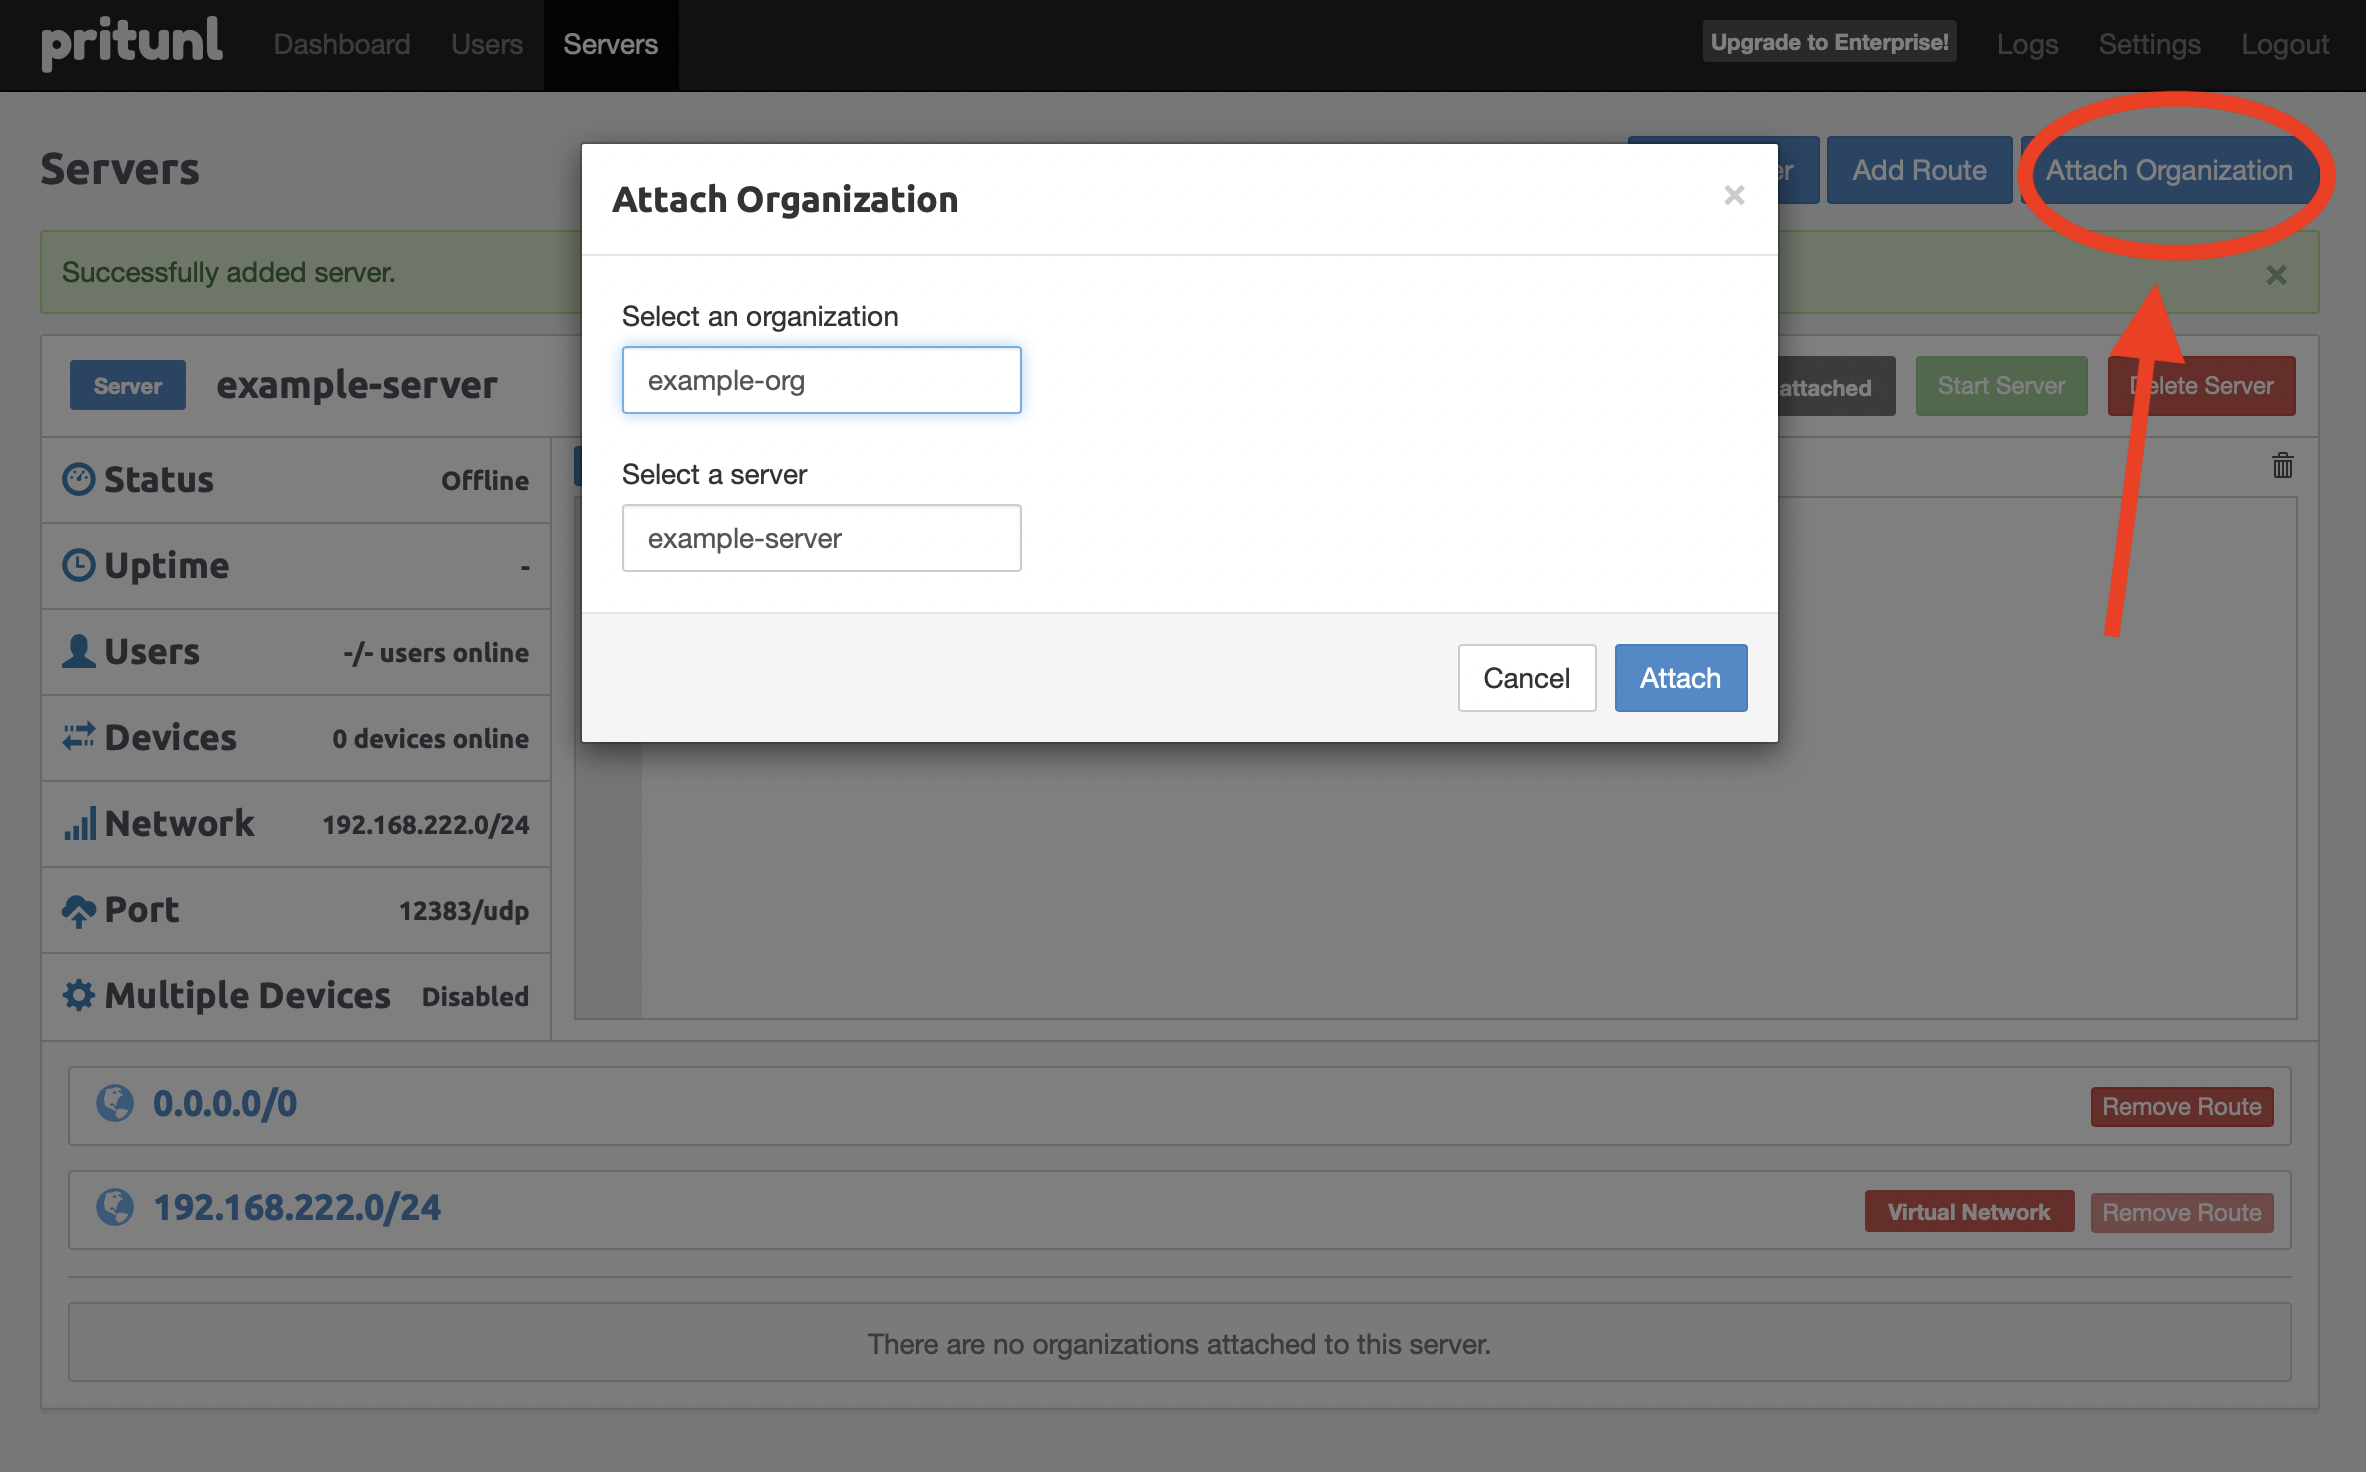 pritunl Dashboard Users Servers Upgrade to Enterprise! Logs Settings Logout
Servers
Add Route Attach Organization
Attach Organization ×
Successfully added server. ×
Select an organization
example-org
Server example-server
attached Start Server Delete Server
Select a server
example-server
Status Offline
Uptime -
Users -/- users online
Cancel Attach
Devices 0 devices online
Network 192.168.222.0/24
Port 12383/udp
Multiple Devices Disabled
0.0.0.0/0 Remove Route
192.168.222.0/24 Virtual Network Remove Route
There are no organizations attached to this server.